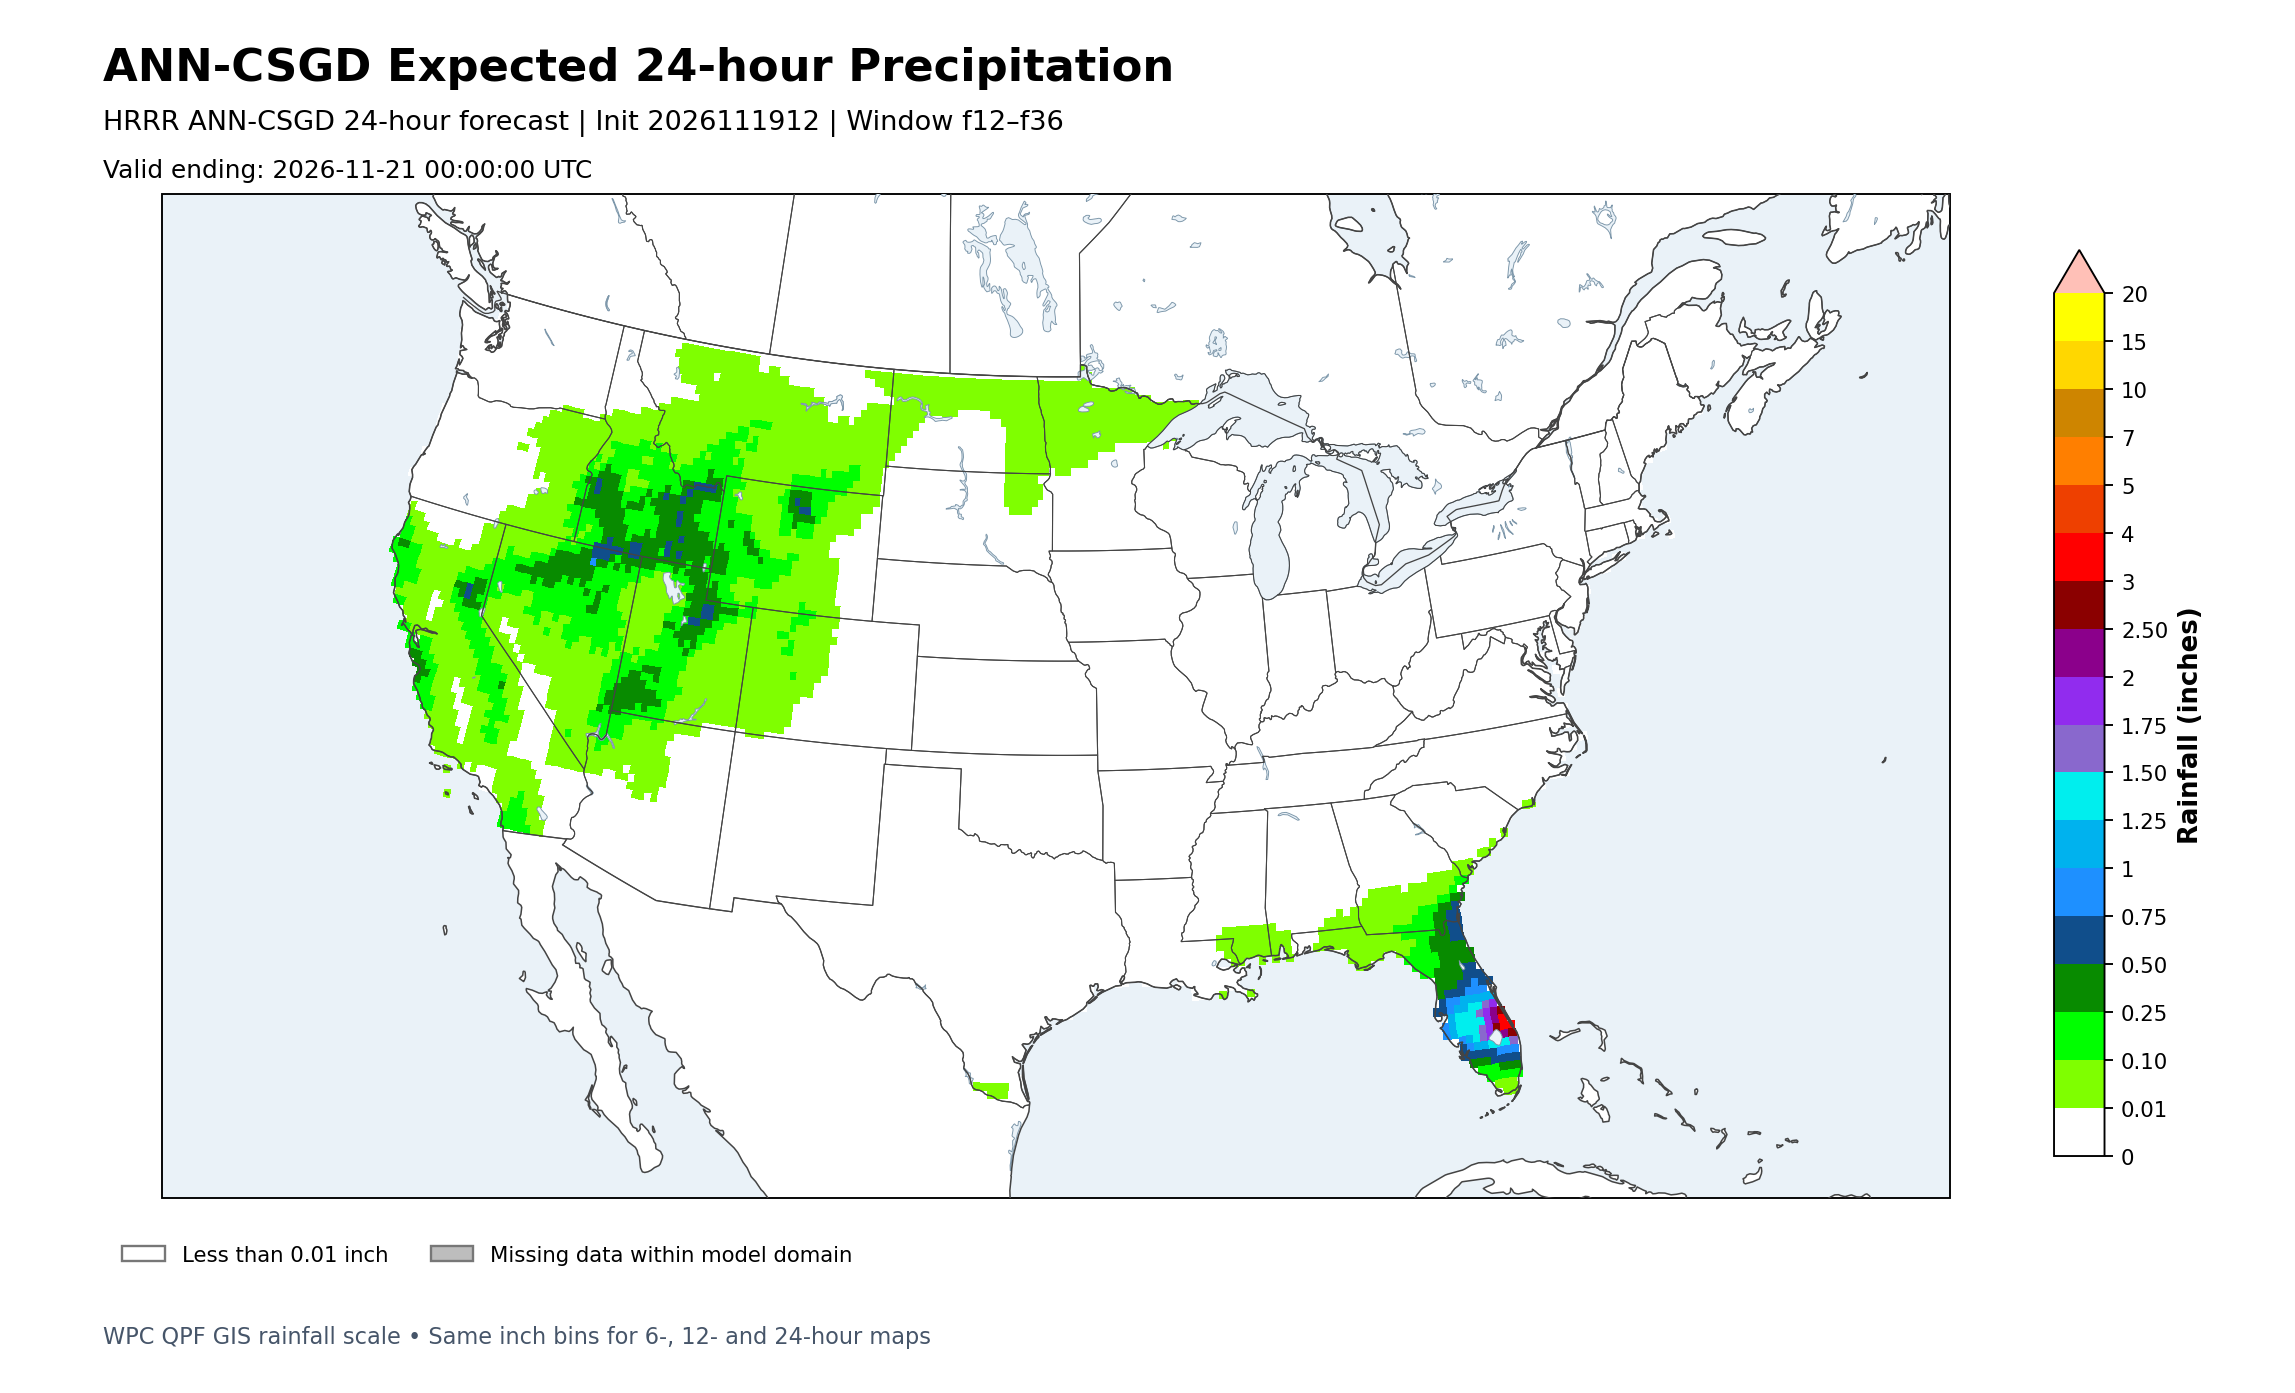 ANN-CSGD Expected 24-hour Precipitation
HRRR ANN-CSGD 24-hour forecast | Init 2026111912 | Window f12–f36
Valid ending: 2026-11-21 00:00:00 UTC
20
15
10
7
5
4
3
2.50
2
1.75
1.50
1.25
1
0.75
0.50
0.25
0.10
0.01
0
Rainfall (inches)
Less than 0.01 inch
Missing data within model domain
WPC QPF GIS rainfall scale • Same inch bins for 6-, 12- and 24-hour maps